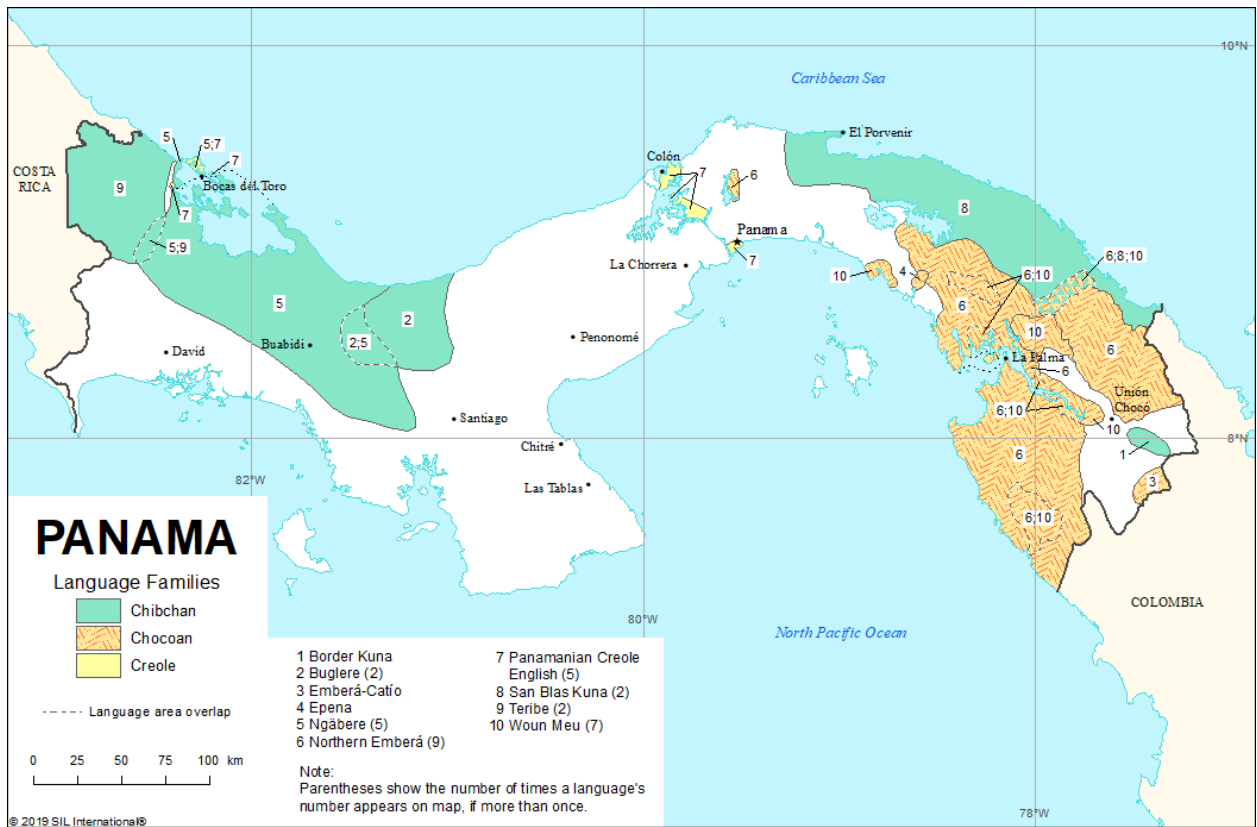 10°N
Caribbean Sea
El Porvenir
5
5;7
7
COSTA
RICA
9
Bocas del Toro
Colón
7
6
7
8
5;9
Panama
7
La Chorrera
10
4
6;10
6;8;10
5
2
6
10
2;5
Buabidi
Penonomé
David
La Palma
6
6
Unión
Chocó
6;10
10
Santiago
8°N
Chitré
1
6
82°W
Las Tablas
3
6;10
PANAMA
Language Families
Chibchan
Chocoan
Creole
Language area overlap
0 25 50 75 100 km
80°W
North Pacific Ocean
COLOMBIA
1 Border Kuna
2 Buglere (2)
3 Emberá-Catío
4 Epena
5 Ngäbere (5)
6 Northern Emberá (9)
7 Panamanian Creole
English (5)
8 San Blas Kuna (2)
9 Teribe (2)
10 Woun Meu (7)
Note:
Parentheses show the number of times a language's
number appears on map, if more than once.
78°W
© 2019 SIL International®